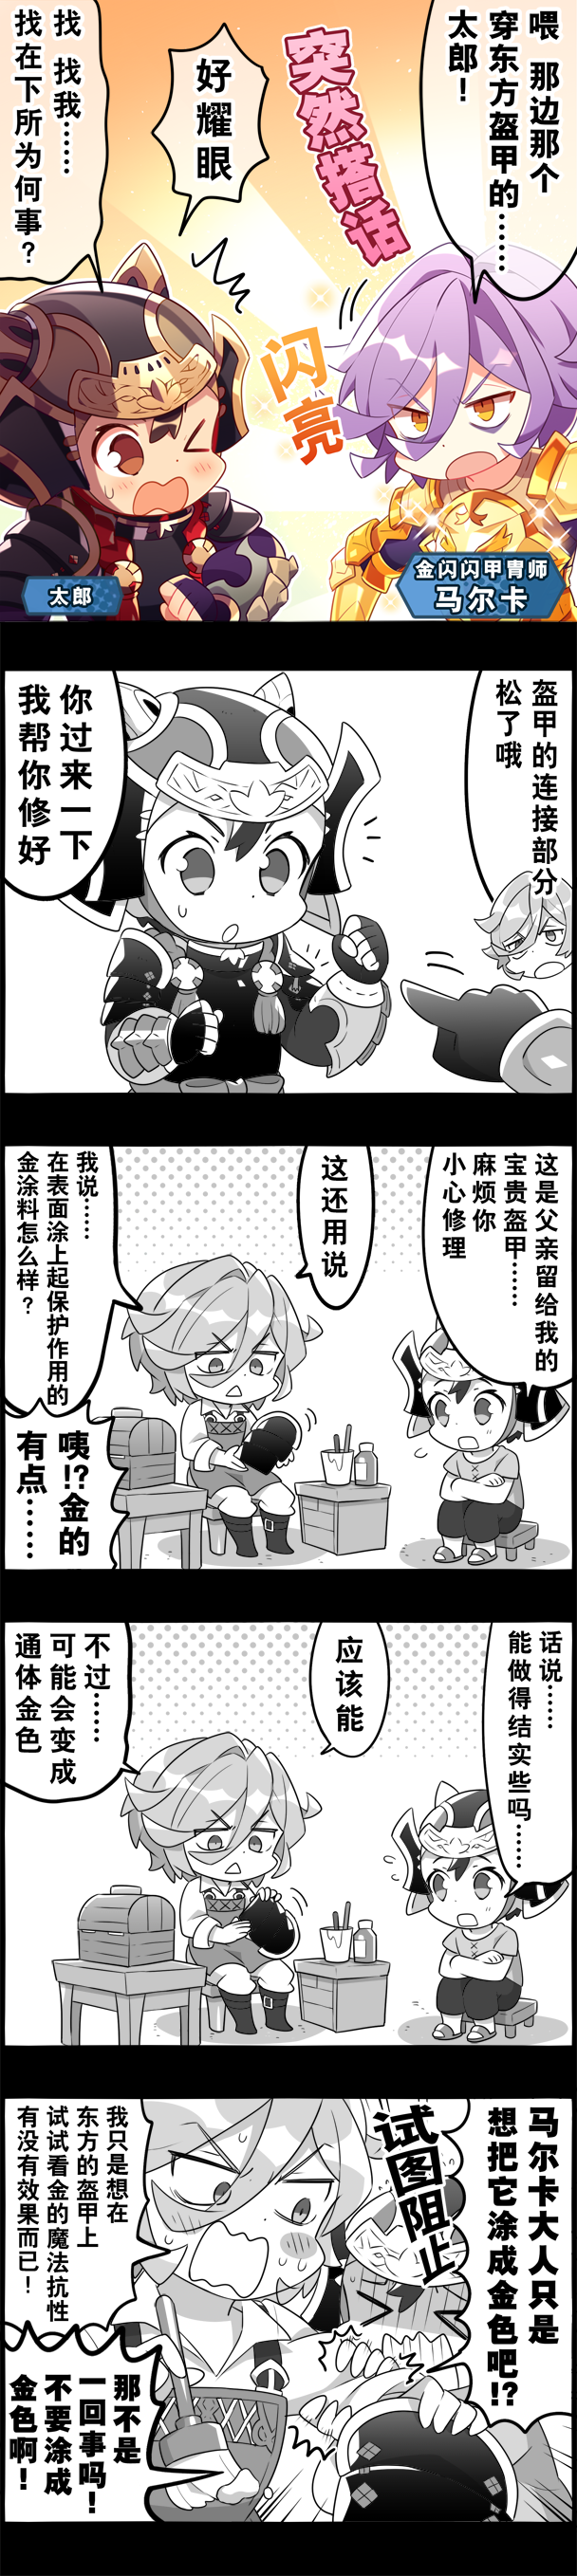 喂 那边那个
穿东方盔甲的……
太郎！
突然搭话
好耀眼
找 找我……
找在下所为何事？
闪亮
太郎
金闪闪甲胄师
马尔卡
盔甲的连接部分
松了哦
你过来一下
我帮你修好
这是父亲留给我的
宝贵盔甲……
麻烦你
小心修理
这还用说
我说……
在表面涂上起保护作用的
金涂料怎么样？
咦!?金的
有点……
话说……
能做得结实些吗……
应该能
不过……
可能会变成
通体金色
马尔卡大人只是
想把它涂成金色吧!?
试图阻止
我只是想在
东方的盔甲上
试试看金的魔法抗性
有没有效果而已！
那不是
一回事吗！
不要涂成
金色啊！